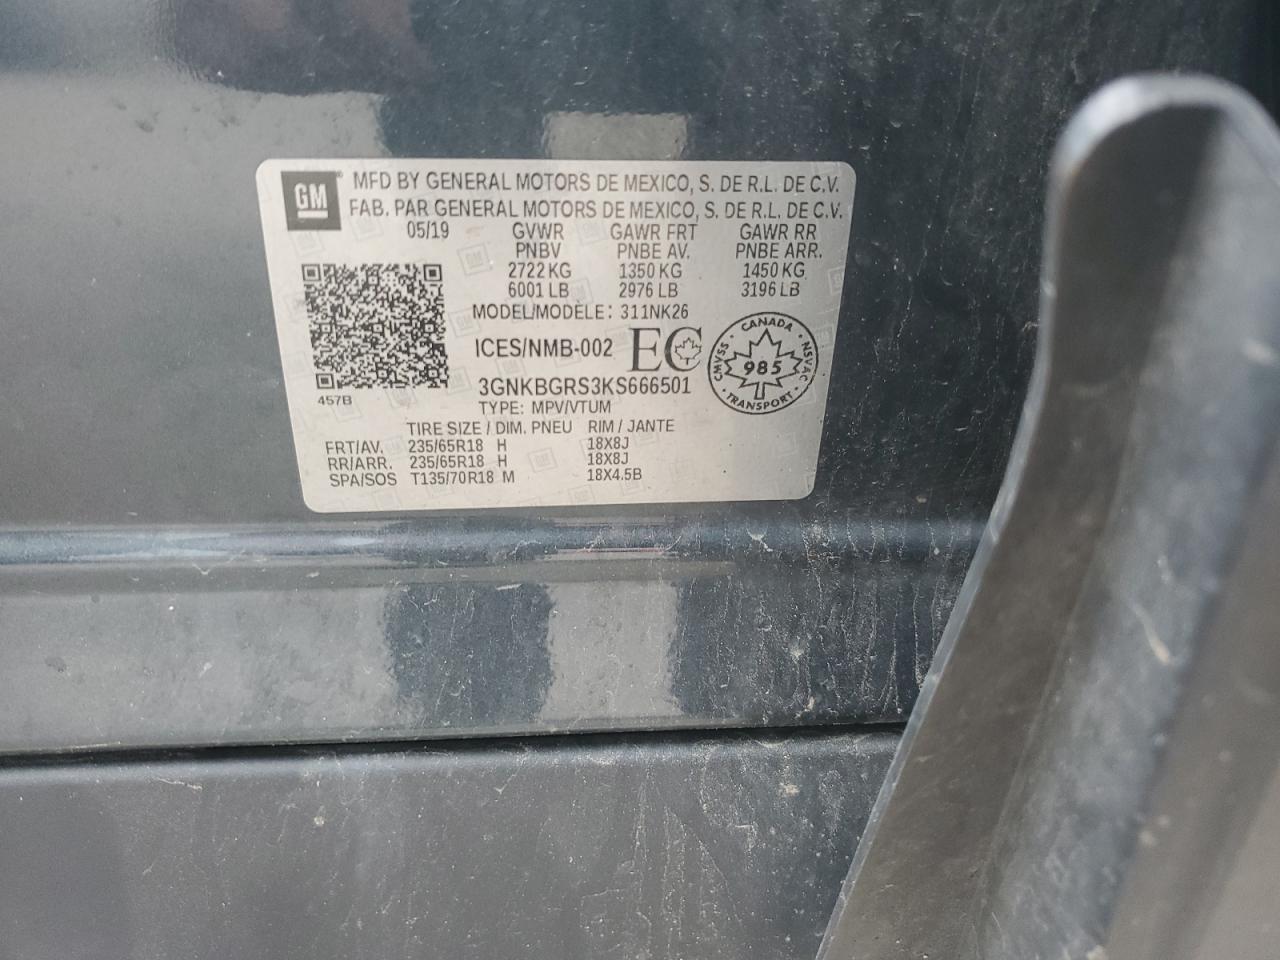 GM MFD BY GENERAL MOTORS DE MEXICO, S. DE R.L. DE C.V.
FAB. PAR GENERAL MOTORS DE MEXICO, S. DE R.L. DE C.V.
05/19 GVWR GAWR FRT GAWR RR
PNBV PNBE AV. PNBE ARR.
2722 KG 1350 KG 1450 KG
6001 LB 2976 LB 3196 LB
MODEL/MODELE: 311NK26
ICES/NMB-002 EC
CANADA
CMVSS 985 NSVAC
TRANSPORT
3GNKBGRS3KS666501
457B
TYPE: MPV/VTUM
TIRE SIZE / DIM. PNEU RIM / JANTE
FRT/AV. 235/65R18 H 18X8J
RR/ARR. 235/65R18 H 18X8J
SPA/SOS T135/70R18 M 18X4.5B